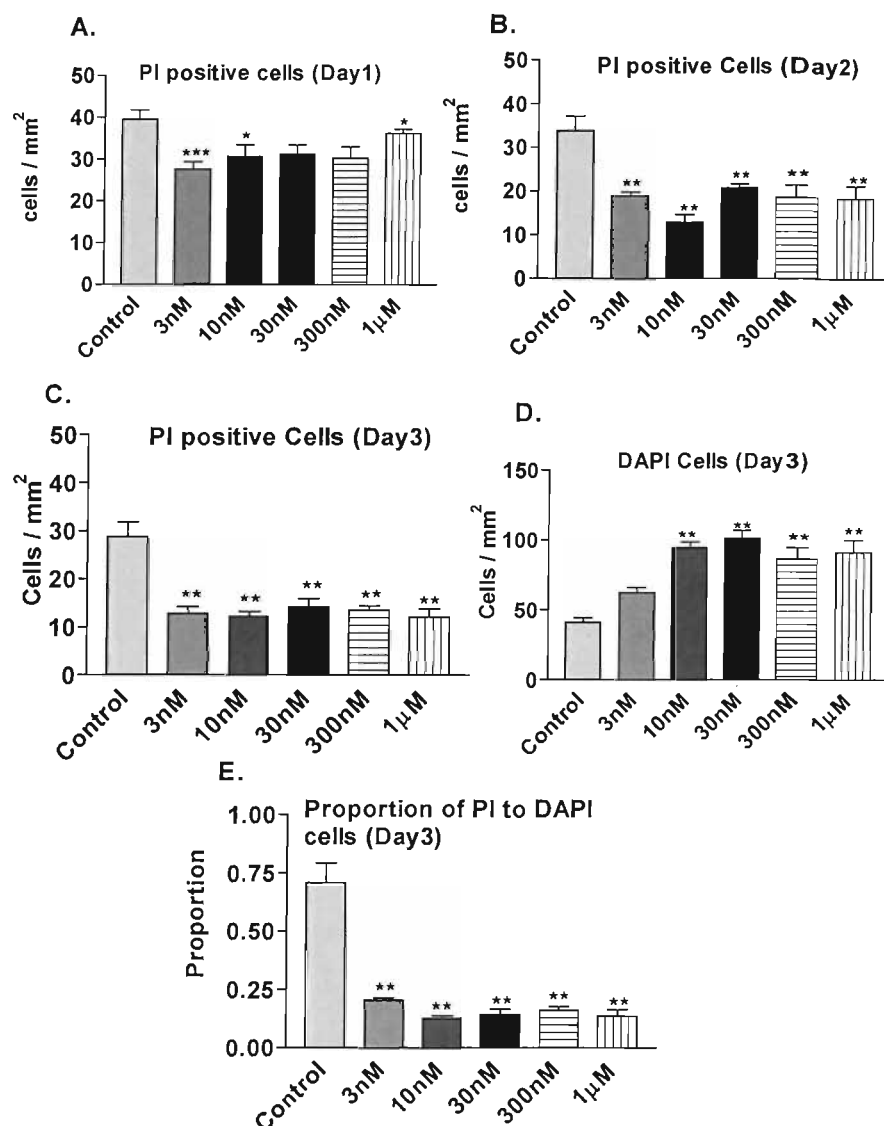 A.
PI positive cells (Day1)
cells / mm²
50
40
30
20
10
0
***
*
*
Control
3nM
10nM
30nM
300nM
1µM
B.
PI positive Cells (Day2)
cells / mm²
50
40
30
20
10
0
**
**
**
**
**
Control
3nM
10nM
30nM
300nM
1µM
C.
PI positive Cells (Day3)
Cells / mm²
50
40
30
20
10
0
**
**
**
**
**
Control
3nM
10nM
30nM
300nM
1µM
D.
DAPI Cells (Day3)
Cells / mm²
150
100
50
0
**
**
**
**
Control
3nM
10nM
30nM
300nM
1µM
E.
Proportion of PI to DAPI
cells (Day3)
Proportion
1.00
0.75
0.50
0.25
0.00
**
**
**
**
**
Control
3nM
10nM
30nM
300nM
1µM